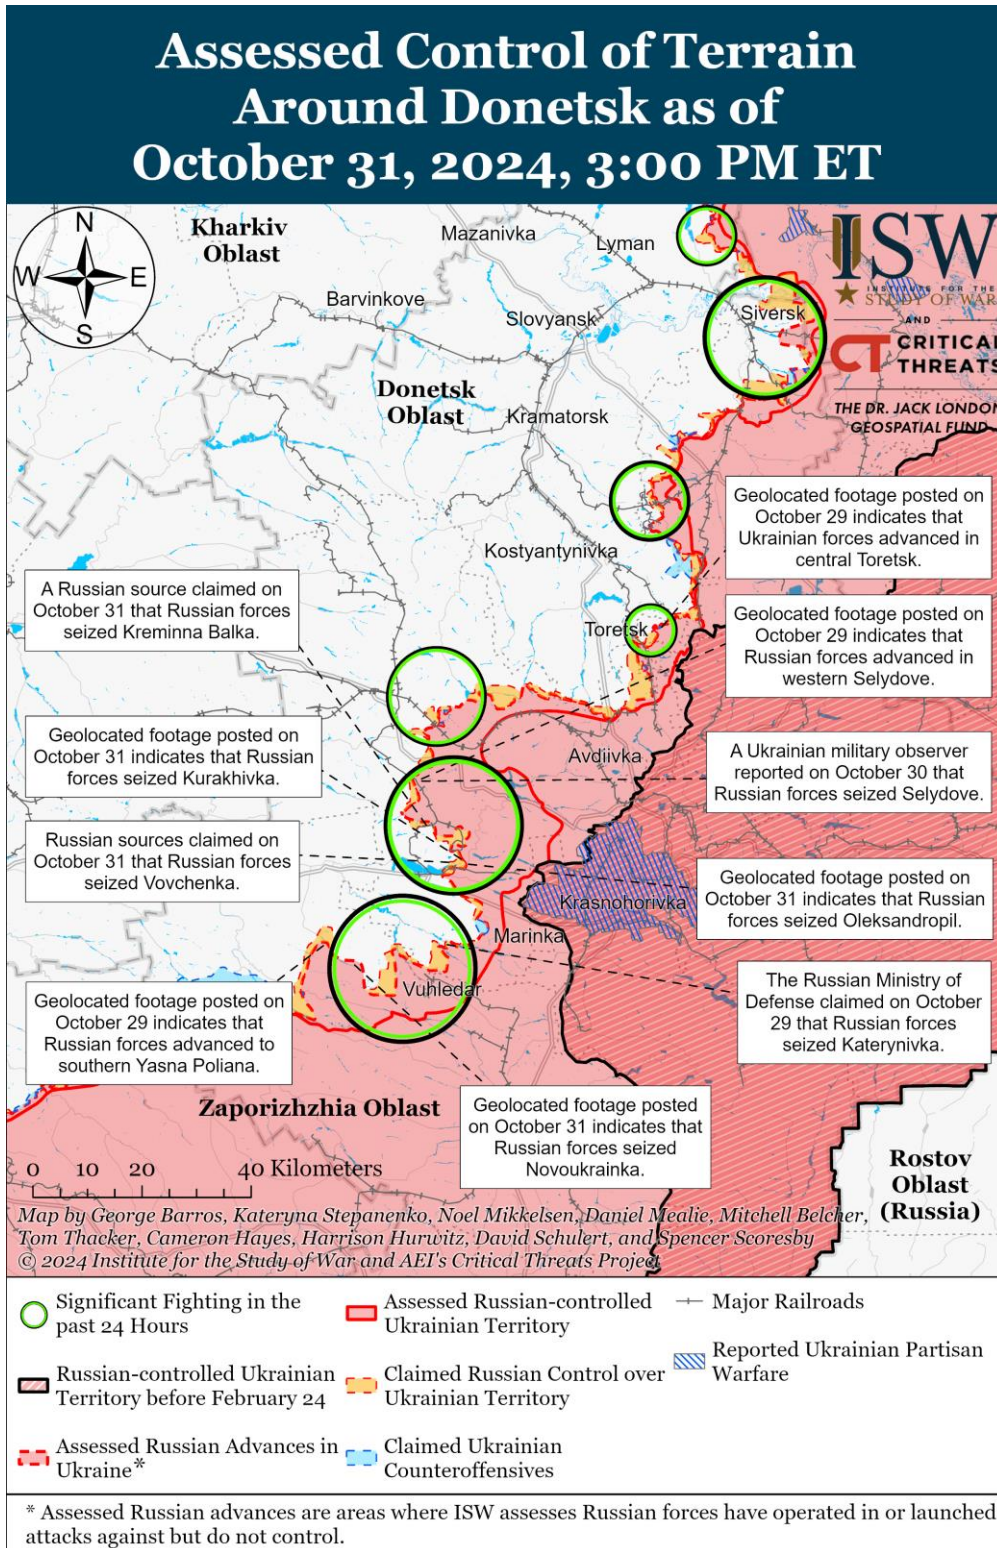 Assessed Control of Terrain
Around Donetsk as of
October 31, 2024, 3:00 PM ET
N
W
E
S
Kharkiv
Oblast
Mazanivka
Lyman
ISW
INSTITUTE FOR THE
STUDY OF WAR
AND
CT CRITICAL
THREATS
THE DR. JACK LONDON
GEOSPATIAL FUND
Barvinkove
Slovyansk
Siversk
Donetsk
Oblast
Kramatorsk
Geolocated footage posted on
October 29 indicates that
Ukrainian forces advanced in
central Toretsk.
Kostyantynivka
A Russian source claimed on
October 31 that Russian forces
seized Kreminna Balka.
Toretsk
Geolocated footage posted on
October 29 indicates that
Russian forces advanced in
western Selydove.
Geolocated footage posted on
October 31 indicates that Russian
forces seized Kurakhivka.
Avdiivka
A Ukrainian military observer
reported on October 30 that
Russian forces seized Selydove.
Russian sources claimed on
October 31 that Russian forces
seized Vovchenka.
Krasnohorivka
Geolocated footage posted on
October 31 indicates that Russian
forces seized Oleksandropil.
Marinka
Vuhledar
Geolocated footage posted on
October 29 indicates that
Russian forces advanced to
southern Yasna Poliana.
The Russian Ministry of
Defense claimed on October
29 that Russian forces
seized Katerynivka.
Zaporizhzhia Oblast
Geolocated footage posted
on October 31 indicates that
Russian forces seized
Novoukrainka.
Rostov
Oblast
(Russia)
0 10 20 40 Kilometers
Map by George Barros, Kateryna Stepanenko, Noel Mikkelsen, Daniel Mealie, Mitchell Belcher,
Tom Thacker, Cameron Hayes, Harrison Hurwitz, David Schulert, and Spencer Scoresby
© 2024 Institute for the Study of War and AEI's Critical Threats Project
Significant Fighting in the
past 24 Hours
Russian-controlled Ukrainian
Territory before February 24
Assessed Russian Advances in
Ukraine*
Assessed Russian-controlled
Ukrainian Territory
Claimed Russian Control over
Ukrainian Territory
Claimed Ukrainian
Counteroffensives
Major Railroads
Reported Ukrainian Partisan
Warfare
* Assessed Russian advances are areas where ISW assesses Russian forces have operated in or launched
attacks against but do not control.